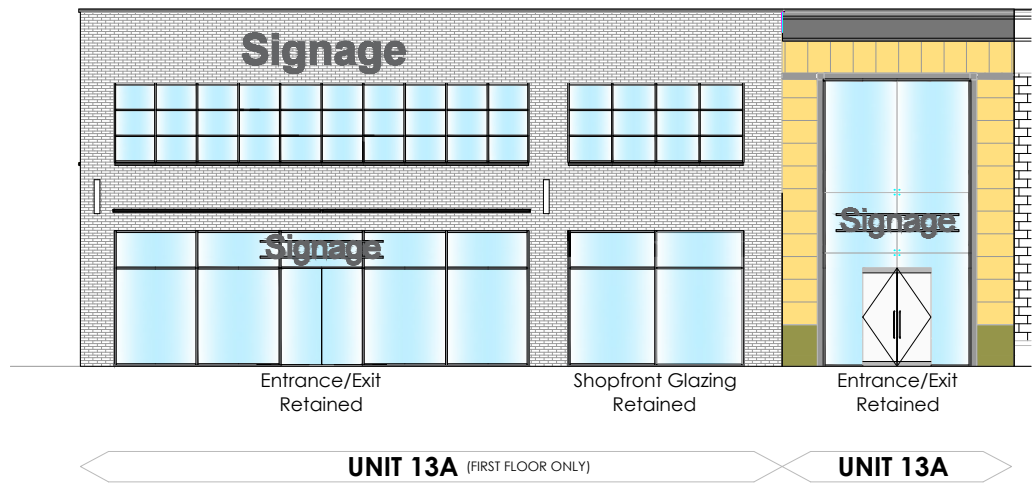 Signage
Signage
Signage
Entrance/Exit
Retained
Shopfront Glazing
Retained
Entrance/Exit
Retained
UNIT 13A (FIRST FLOOR ONLY)
UNIT 13A